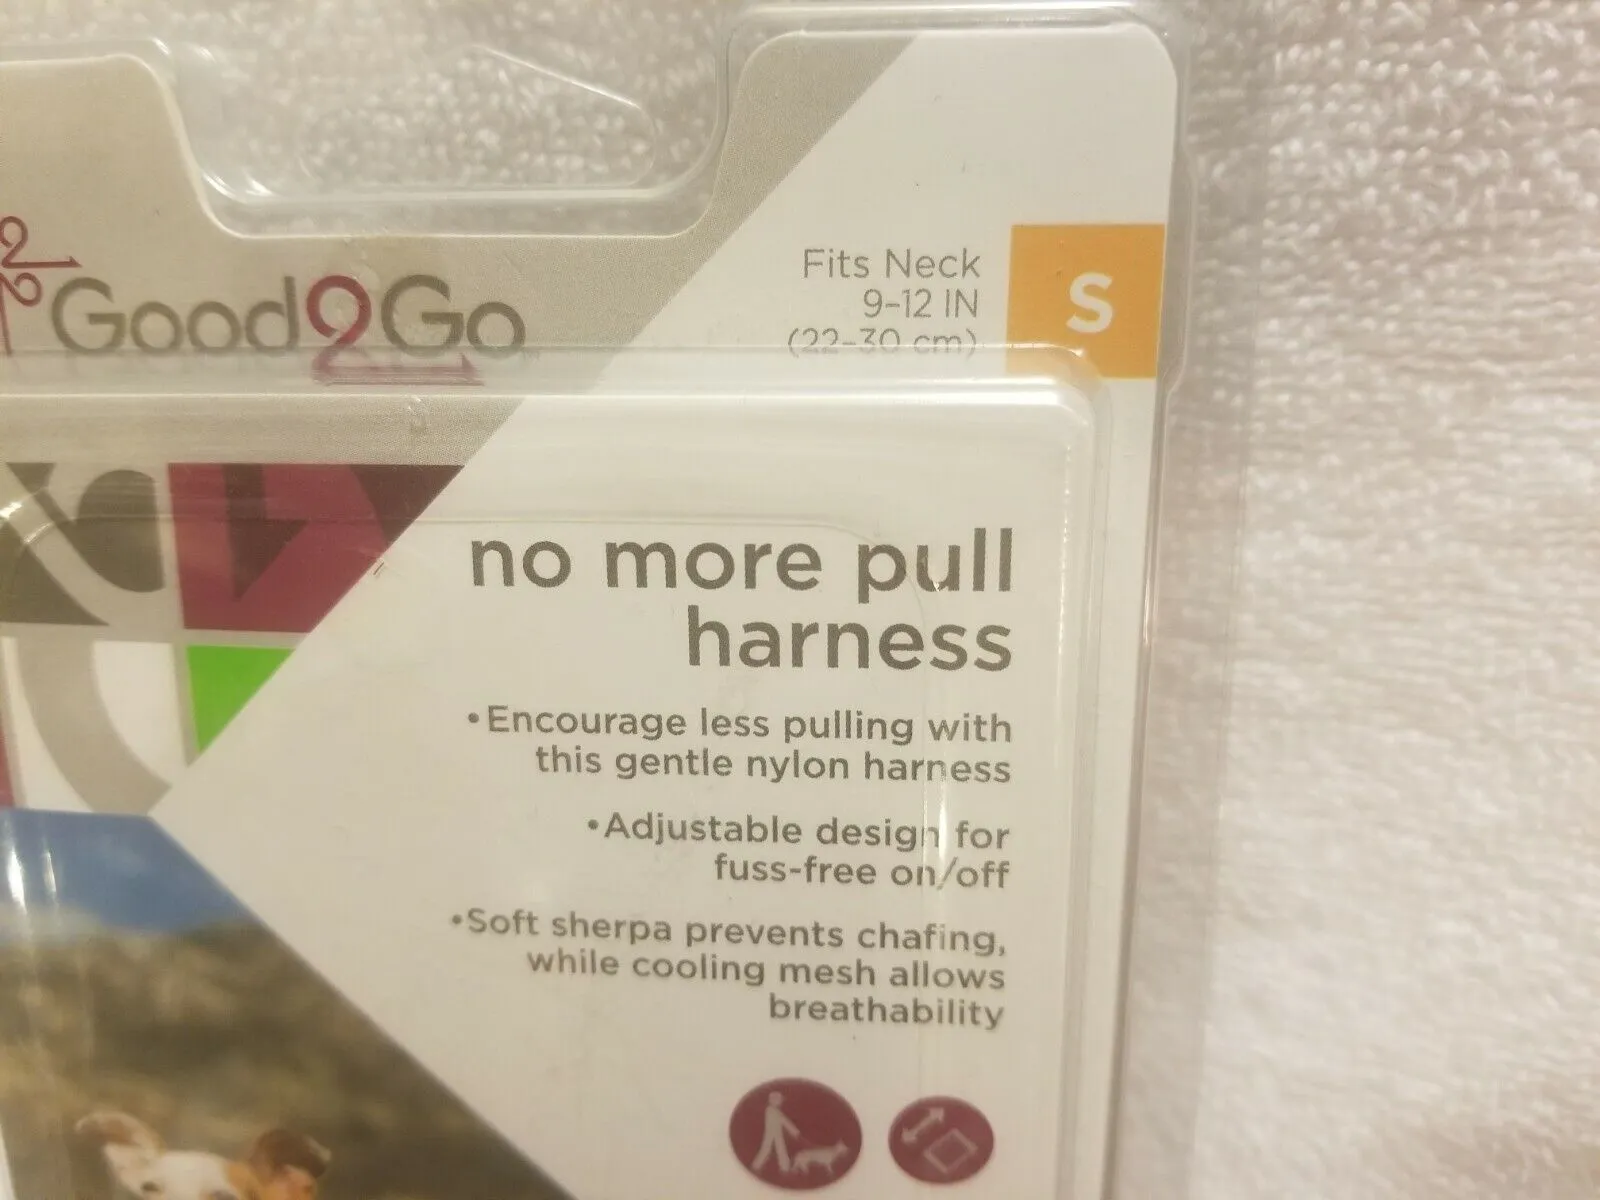 Good2Go
Fits Neck
9-12 IN
(22-30 cm)
S
no more pull
harness
•Encourage less pulling with
this gentle nylon harness
•Adjustable design for
fuss-free on/off
•Soft sherpa prevents chafing,
while cooling mesh allows
breathability